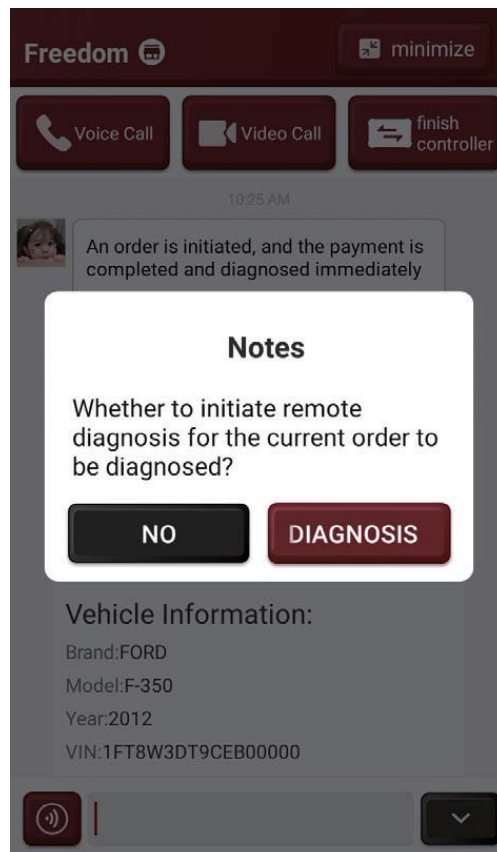 Freedom
minimize
Voice Call
Video Call
finish
controller
10:25 AM
An order is initiated, and the payment is
completed and diagnosed immediately
Notes
Whether to initiate remote
diagnosis for the current order to
be diagnosed?
NO
DIAGNOSIS
Vehicle Information:
Brand:FORD
Model:F-350
Year:2012
VIN:1FT8W3DT9CEB00000